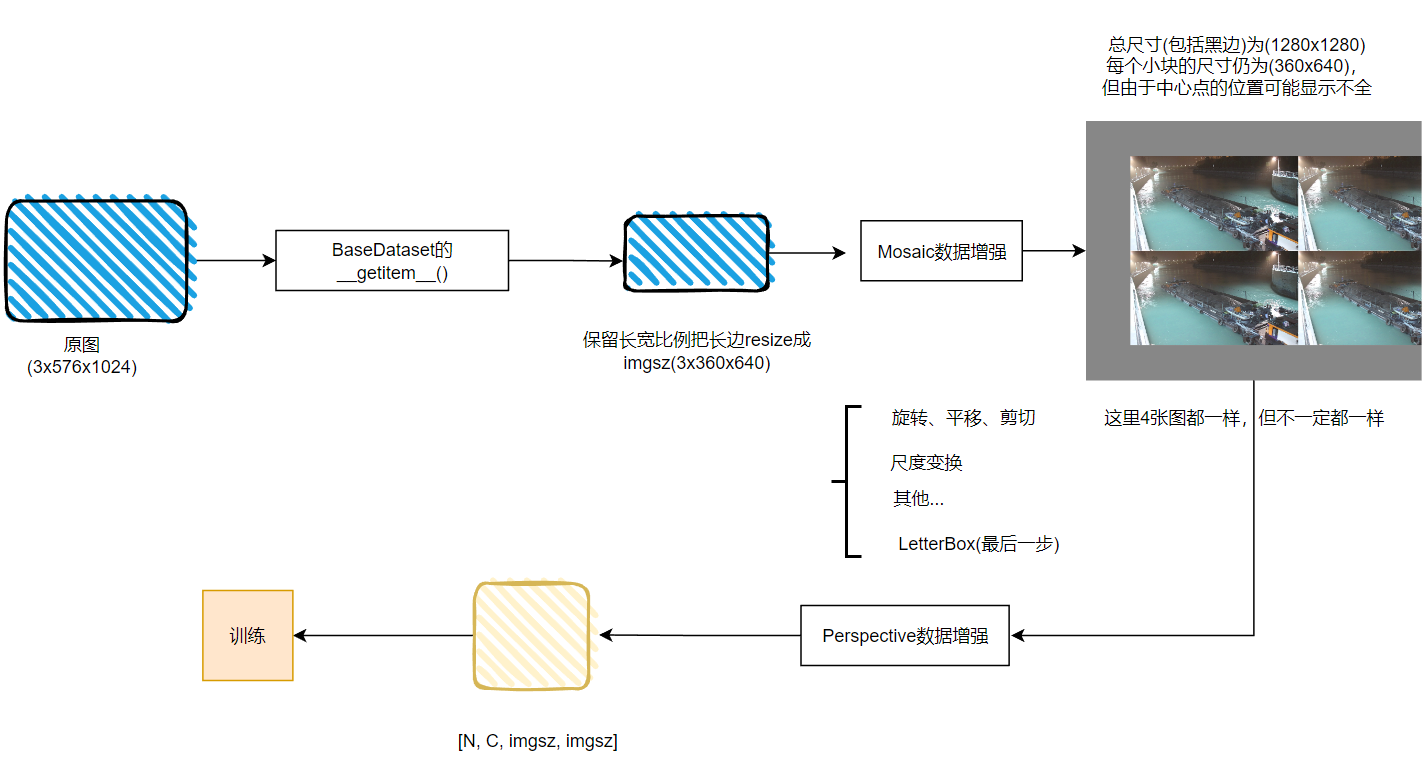 总尺寸(包括黑边)为(1280x1280)
每个小块的尺寸仍为(360x640),
但由于中心点的位置可能显示不全
BaseDataset的
__getitem__()
Mosaic数据增强
原图
(3x576x1024)
保留长宽比例把长边resize成
imgsz(3x360x640)
这里4张图都一样，但不一定都一样
旋转、平移、剪切
尺度变换
其他...
LetterBox(最后一步)
Perspective数据增强
训练
[N, C, imgsz, imgsz]